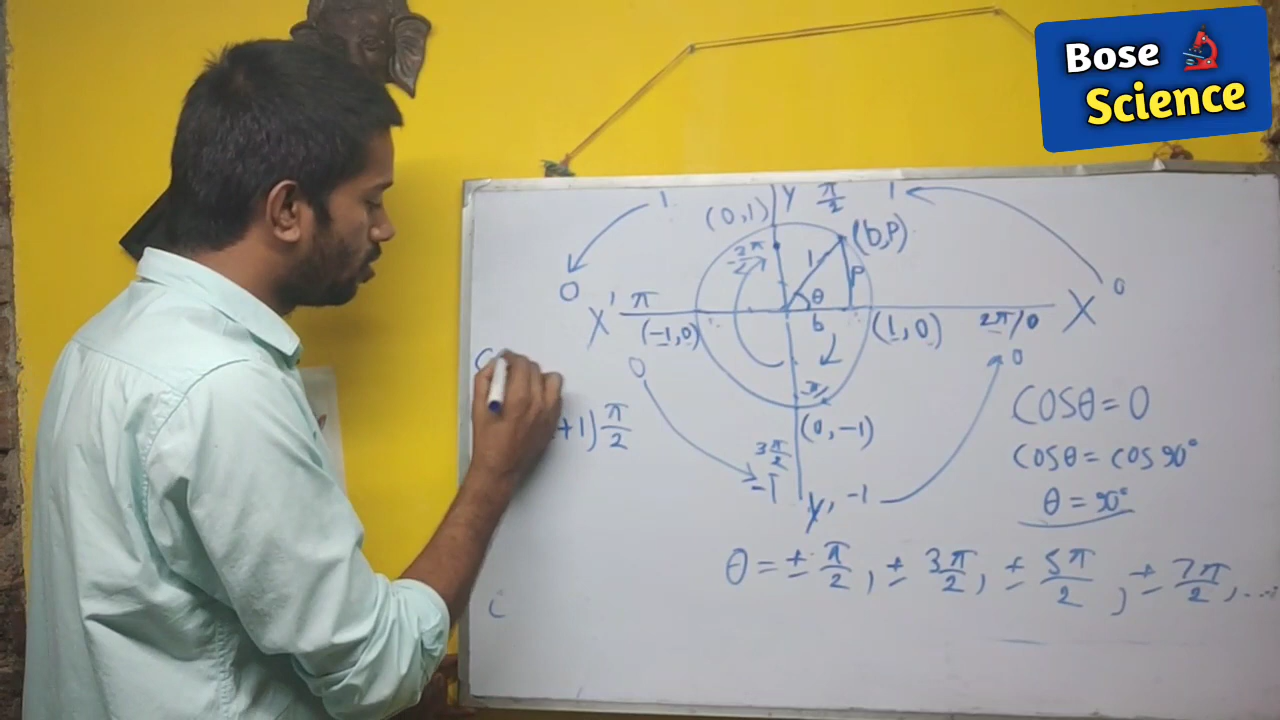 Bose
Science
1
(0,1)
Y
π/2
1
(b,P)
-3π/2
1
P
θ
0
X'
π
(-1,0)
b
(1,0)
2π/0
X
0
0
0
cosθ=0
+1)π/2
(0,-1)
cosθ = cos 90°
3π/2
-1
Y,
-1
θ = 90°
θ = ± π/2, ± 3π/2, ± 5π/2, ± 7π/2, ....